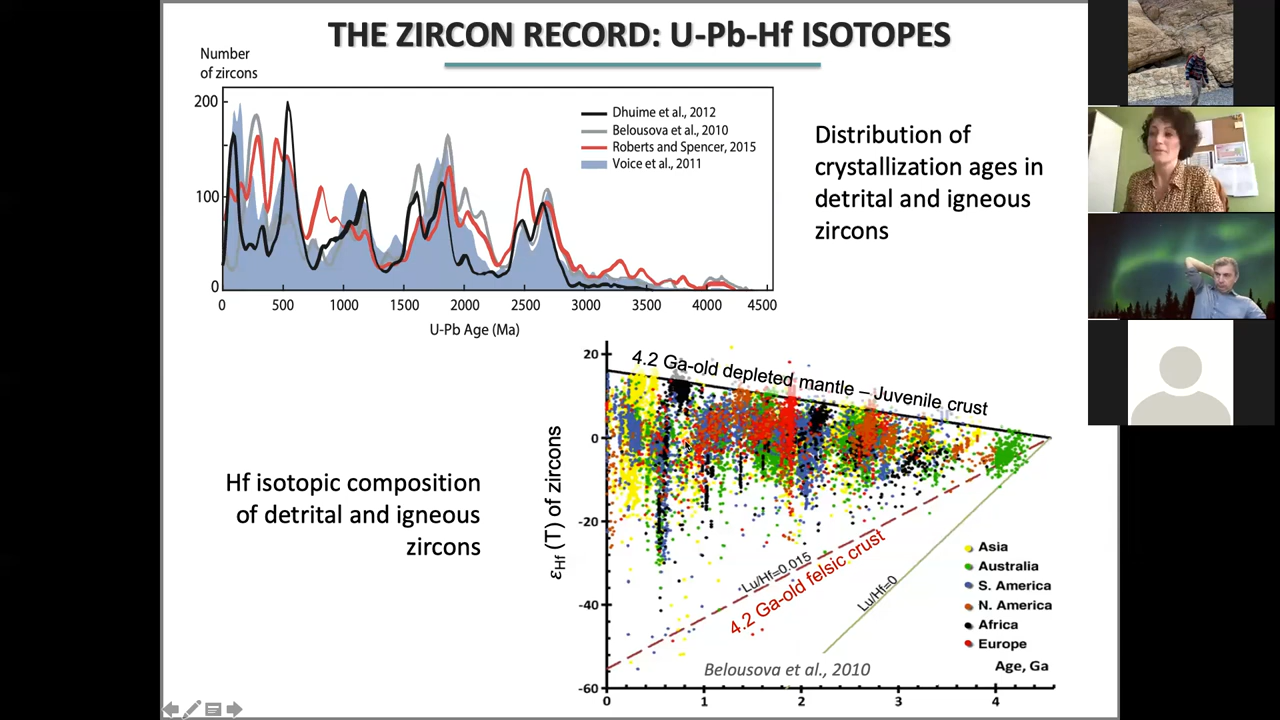 THE ZIRCON RECORD: U-Pb-Hf ISOTOPES
Number
of zircons
200
100
0
Dhuime et al., 2012
Belousova et al., 2010
Roberts and Spencer, 2015
Voice et al., 2011
0 500 1000 1500 2000 2500 3000 3500 4000 4500
U-Pb Age (Ma)
Distribution of
crystallization ages in
detrital and igneous
zircons
Hf isotopic composition
of detrital and igneous
zircons
20
0
-20
-40
-60
εHf (T) of zircons
4.2 Ga-old depleted mantle – Juvenile crust
Lu/Hf=0.015
4.2 Ga-old felsic crust
Lu/Hf=0
Asia
Australia
S. America
N. America
Africa
Europe
Belousova et al., 2010
Age, Ga
0 1 2 3 4